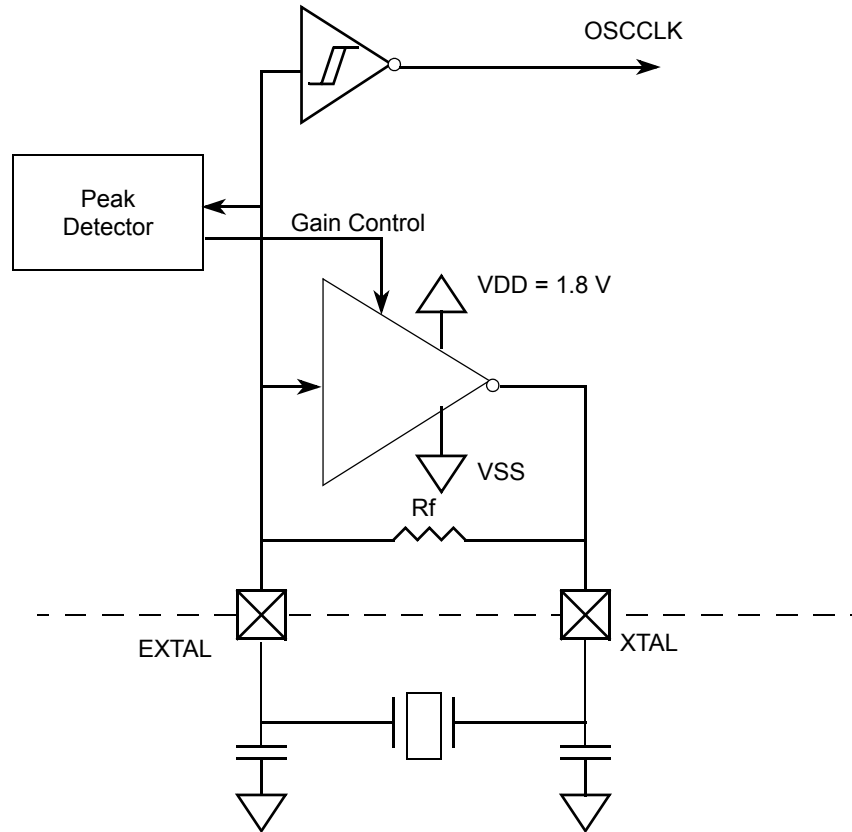 OSCCLK
Peak
Detector
Gain Control
VDD = 1.8 V
VSS
Rf
EXTAL
XTAL